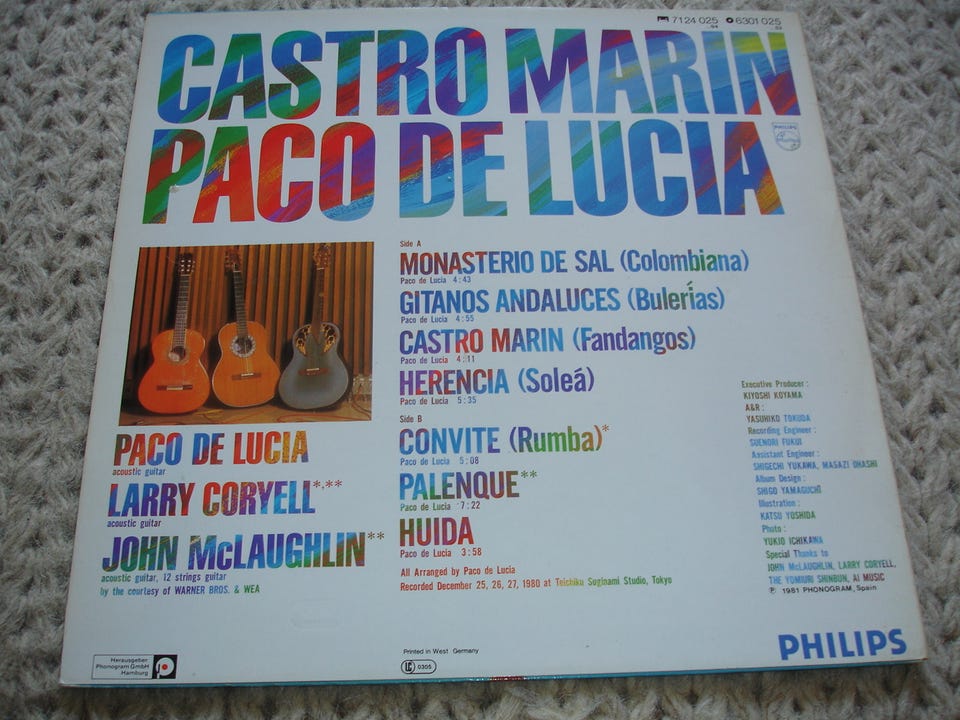 7124 025 6301 025
CASTRO MARIN
PACO DE LUCIA
PHILIPS
Side A
MONASTERIO DE SAL (Colombiana)
Paco de Lucia 4:43
GITANOS ANDALUCES (Bulerías)
Paco de Lucia 4:55
CASTRO MARIN (Fandangos)
Paco de Lucia 4:11
HERENCIA (Soleá)
Paco de Lucia 5:35
Side B
CONVITE (Rumba)*
Paco de Lucia 5:08
PALENQUE**
Paco de Lucia 7:22
HUIDA
Paco de Lucia 3:58
All Arranged by Paco de Lucia
Recorded December 25, 26, 27, 1980 at Teichiku Suginami Studio, Tokyo
PACO DE LUCIA
acoustic guitar
LARRY CORYELL*,**
acoustic guitar
JOHN McLAUGHLIN**
acoustic guitar, 12 strings guitar
by the courtesy of WARNER BROS. & WEA
Executive Producer :
KIYOSHI KOYAMA
A&R :
YASUHIKO TOKUDA
Recording Engineer :
SUENORI FUKUI
Assistant Engineer :
SHIGECHI YUKAWA, MASAZI OHASHI
Album Design :
SHIGO YAMAGUCHI
Illustration :
KATSU YOSHIDA
Photo :
YUKIO ICHIKAWA
Special Thanks to
JOHN McLAUGHLIN, LARRY CORYELL,
THE YOMIURI SHINBUN, AI MUSIC
℗ 1981 PHONOGRAM, Spain
PHILIPS
Printed in West Germany
LC 0305
Herausgeber
Phonogram GmbH
Hamburg